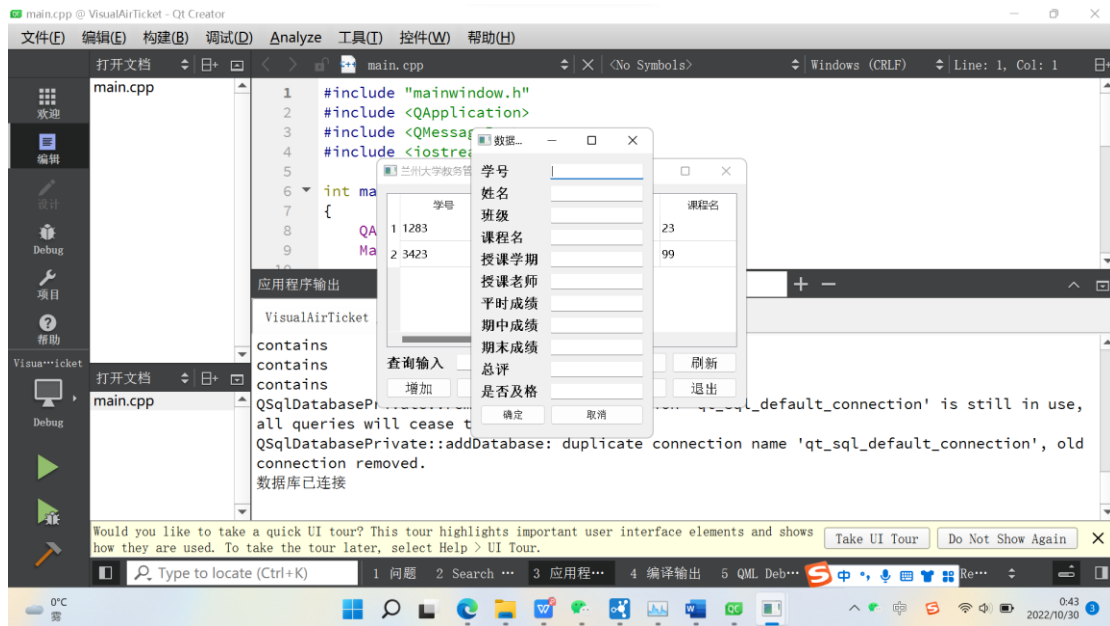 main.cpp @ VisualAirTicket - Qt Creator
文件(F) 编辑(E) 构建(B) 调试(D) Analyze 工具(T) 控件(W) 帮助(H)
打开文档 main.cpp <No Symbols> Windows (CRLF) Line: 1, Col: 1
main.cpp
欢迎
编辑
设计
Debug
项目
帮助
Visua···icket
Debug
打开文档
main.cpp
1 #include "mainwindow.h"
2 #include <QApplication>
3 #include <QMessag
4 #include <iostrea
5
6 int ma
7 {
8 QA
9 Ma
10
兰州大学教务管
学号 课程名
1 1283 23
2 3423 99
查询输入 刷新
增加 退出
数据...
学号
姓名
班级
课程名
授课学期
授课老师
平时成绩
期中成绩
期末成绩
总评
是否及格
确定 取消
应用程序输出
VisualAirTicket
contains
contains
contains
QSqlDatabasePrivate::rem 'qt_sql_default_connection' is still in use,
all queries will cease t
QSqlDatabasePrivate::addDatabase: duplicate connection name 'qt_sql_default_connection', old
connection removed.
数据库已连接
Would you like to take a quick UI tour? This tour highlights important user interface elements and shows
how they are used. To take the tour later, select Help > UI Tour.
Take UI Tour Do Not Show Again
Type to locate (Ctrl+K) 1 问题 2 Search ··· 3 应用程··· 4 编译输出 5 QML Deb··· 中 Re···
0°C
雾
中
0:43
2022/10/30
3